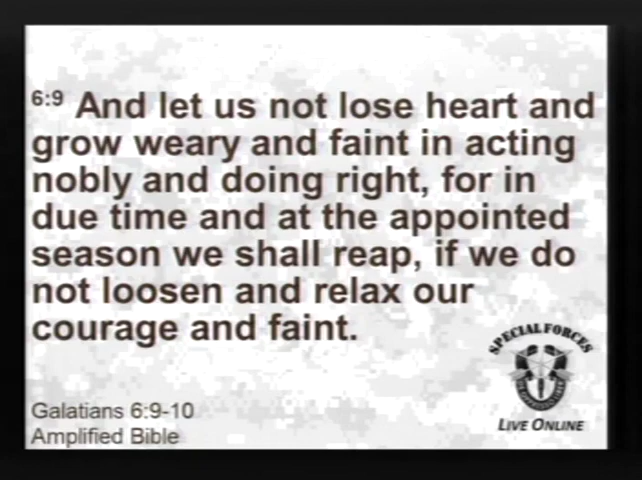 6:9 And let us not lose heart and
grow weary and faint in acting
nobly and doing right, for in
due time and at the appointed
season we shall reap, if we do
not loosen and relax our
courage and faint.
SPECIAL FORCES
LIVE ONLINE
Galatians 6:9-10
Amplified Bible